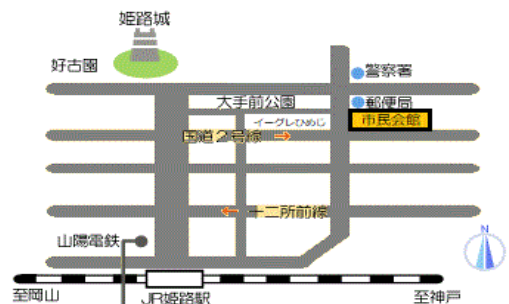 姫路城
好古園
警察署
大手前公園
郵便局
イーグレひめじ
市民会館
国道2号線
十二所前線
山陽電鉄
N
至岡山
JR姫路駅
至神戸